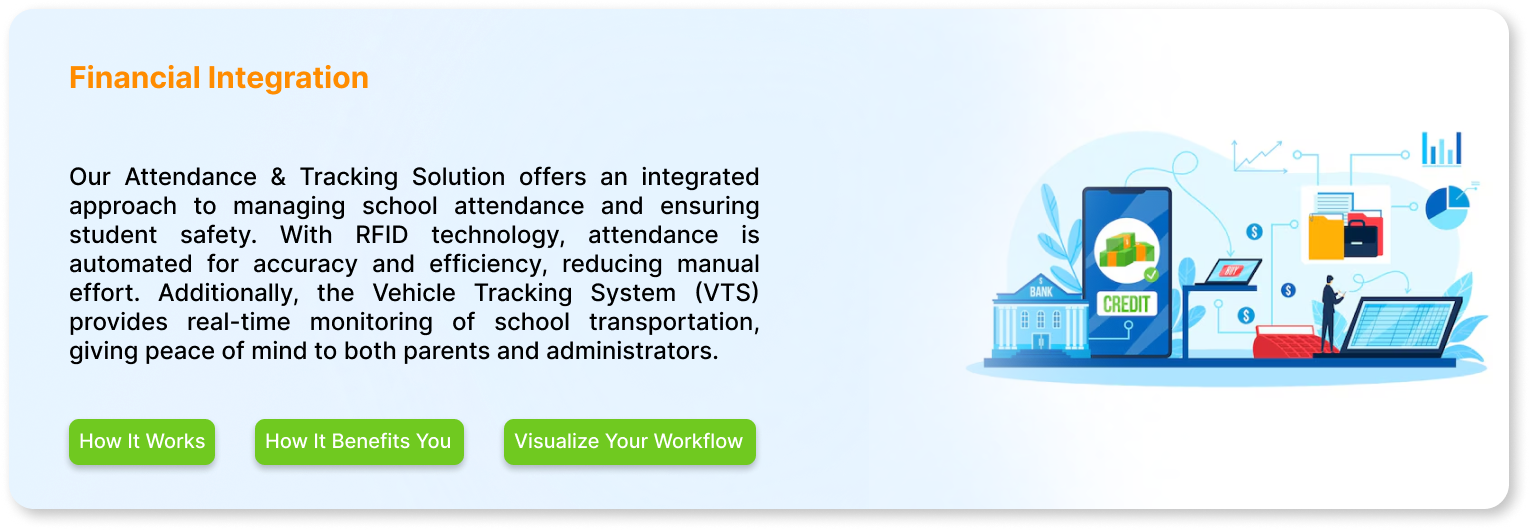 Financial Integration
Our Attendance & Tracking Solution offers an integrated
approach to managing school attendance and ensuring
student safety. With RFID technology, attendance is
automated for accuracy and efficiency, reducing manual
effort. Additionally, the Vehicle Tracking System (VTS)
provides real-time monitoring of school transportation,
giving peace of mind to both parents and administrators.
How It Works
How It Benefits You
Visualize Your Workflow
$
$
$
$
BANK
CREDIT